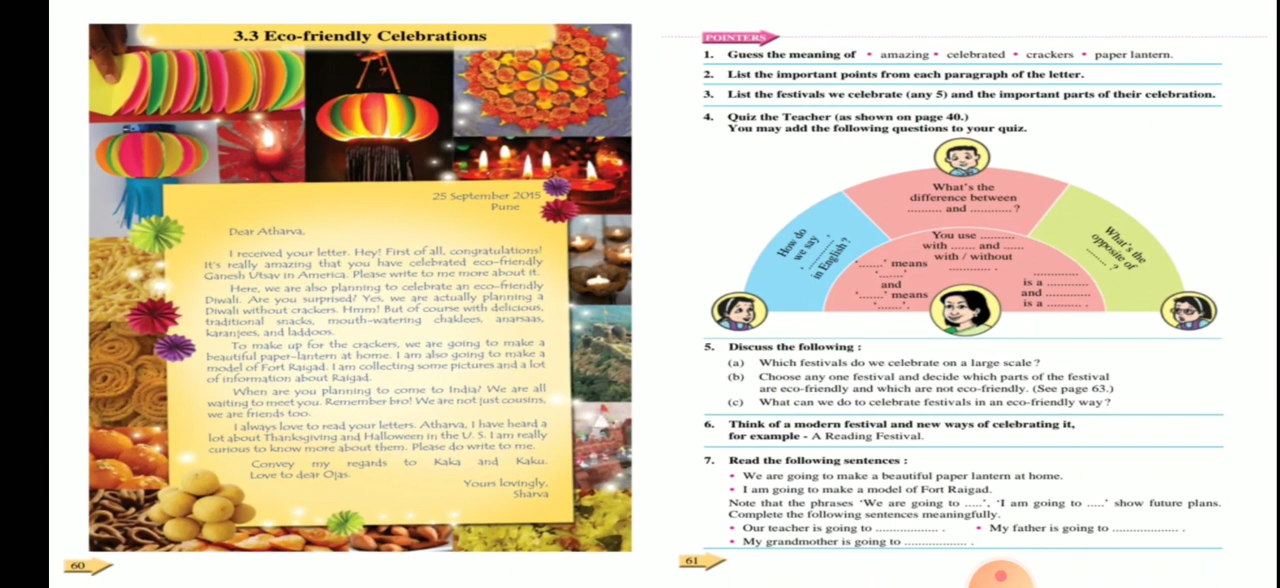 3.3 Eco-friendly Celebrations
25 September 2015
Pune
Dear Atharva,
I received your letter. Hey! First of all, congratulations!
It's really amazing that you have celebrated eco-friendly
Ganesh Utsav in America. Please write to me more about it.
Here, we are also planning to celebrate an eco-friendly
Diwali. Are you surprised? Yes, we are actually planning a
Diwali without crackers. Hmm! But of course with delicious,
traditional snacks, mouth-watering chaklees, anarsaas,
karanjees, and laddoos.
To make up for the crackers, we are going to make a
beautiful paper-lantern at home. I am also going to make a
model of Fort Raigad. I am collecting some pictures and a lot
of information about Raigad.
When are you planning to come to India? We are all
waiting to meet you. Remember bro! We are not just cousins,
we are friends too.
I always love to read your letters. Atharva, I have heard a
lot about Thanksgiving and Halloween in the U. S. I am really
curious to know more about them. Please do write to me.
Convey my regards to Kaka and Kaku.
Love to dear Ojas.
Yours lovingly,
Sharva
60
POINTERS
1. Guess the meaning of • amazing • celebrated • crackers • paper lantern.
2. List the important points from each paragraph of the letter.
3. List the festivals we celebrate (any 5) and the important parts of their celebration.
4. Quiz the Teacher (as shown on page 40.)
You may add the following questions to your quiz.
How do
we say
'..........'
in English?
What's the
difference between
.......... and ............ ?
What's the
opposite of
........ ?
You use .........
with ....... and ......
with / without
............ .
'.......' means
'.......'
and
'.......' means
'.......' .
.............
is a ............
and .............
is a ............ .
5. Discuss the following :
(a) Which festivals do we celebrate on a large scale ?
(b) Choose any one festival and decide which parts of the festival
are eco-friendly and which are not eco-friendly. (See page 63.)
(c) What can we do to celebrate festivals in an eco-friendly way ?
6. Think of a modern festival and new ways of celebrating it,
for example - A Reading Festival.
7. Read the following sentences :
• We are going to make a beautiful paper lantern at home.
• I am going to make a model of Fort Raigad.
Note that the phrases 'We are going to .....', 'I am going to .....' show future plans.
Complete the following sentences meaningfully.
• Our teacher is going to .................. . • My father is going to ................... .
• My grandmother is going to .................. .
61